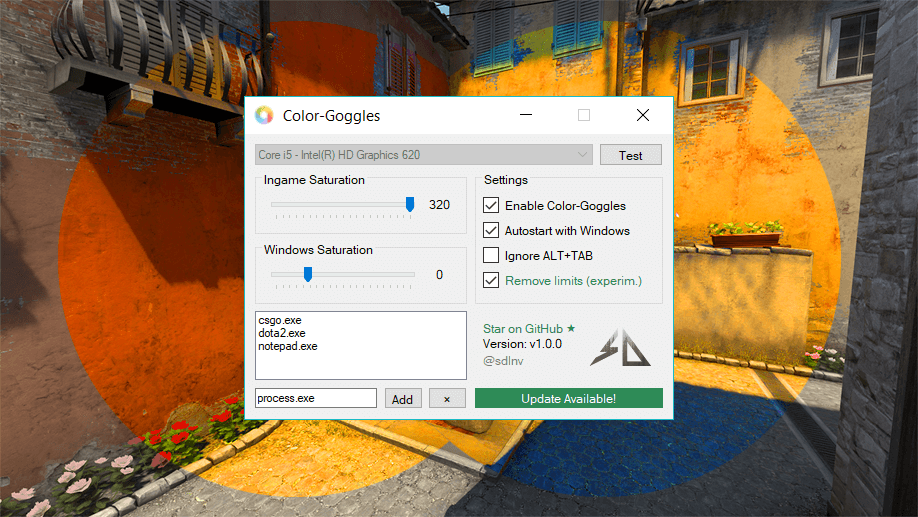 Color-Goggles
Core i5 - Intel(R) HD Graphics 620
Test
Ingame Saturation
320
Windows Saturation
0
Settings
Enable Color-Goggles
Autostart with Windows
Ignore ALT+TAB
Remove limits (experim.)
csgo.exe
dota2.exe
notepad.exe
Star on GitHub ★
Version: v1.0.0
@sdlnv
process.exe
Add
×
Update Available!